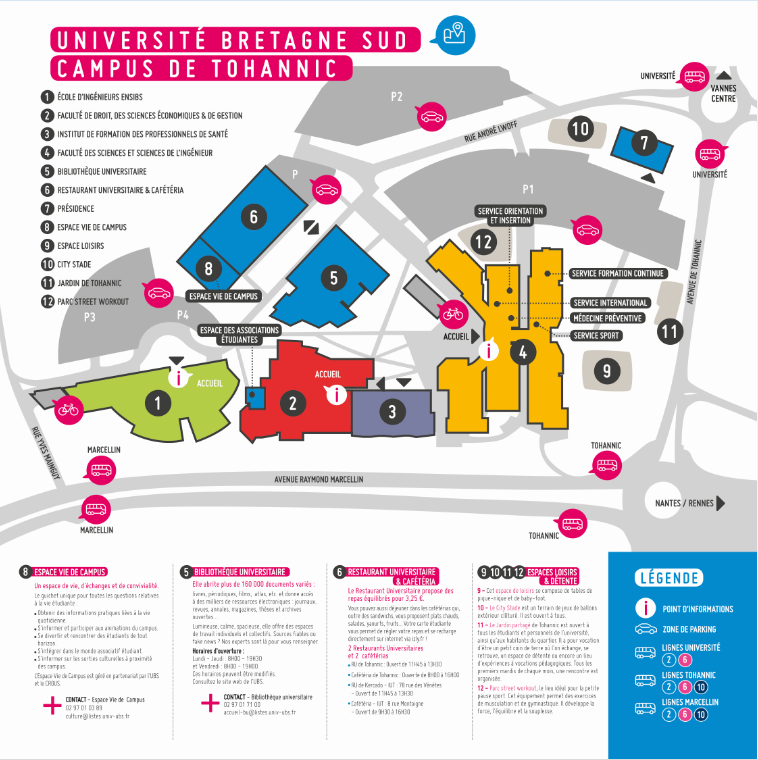 UNIVERSITÉ BRETAGNE SUD
CAMPUS DE TOHANNIC
1 ÉCOLE D'INGÉNIEURS ENSIBS
2 FACULTÉ DE DROIT, DES SCIENCES ÉCONOMIQUES & DE GESTION
3 INSTITUT DE FORMATION DES PROFESSIONNELS DE SANTÉ
4 FACULTÉ DES SCIENCES ET SCIENCES DE L'INGÉNIEUR
5 BIBLIOTHÈQUE UNIVERSITAIRE
6 RESTAURANT UNIVERSITAIRE & CAFÉTÉRIA
7 PRÉSIDENCE
8 ESPACE VIE DE CAMPUS
9 ESPACE LOISIRS
10 CITY STADE
11 JARDIN DE TOHANNIC
12 PARC STREET WORKOUT
P2
P
P1
P3
P4
UNIVERSITÉ
VANNES
CENTRE
RUE ANDRÉ LWOFF
10
7
UNIVERSITÉ
6
8
ESPACE VIE DE CAMPUS
5
SERVICE ORIENTATION
ET INSERTION
12
SERVICE FORMATION CONTINUE
SERVICE INTERNATIONAL
MÉDECINE PRÉVENTIVE
SERVICE SPORT
AVENUE DE TOHANNIC
11
ACCUEIL
i
4
9
ESPACE DES ASSOCIATIONS
ÉTUDIANTES
ACCUEIL
i
1
ACCUEIL
i
2
3
RUE YVES MAINGUY
MARCELLIN
MARCELLIN
AVENUE RAYMOND MARCELLIN
TOHANNIC
TOHANNIC
NANTES / RENNES
8 ESPACE VIE DE CAMPUS
Un espace de vie, d'échanges et de convivialité.
Le guichet unique pour toutes les questions relatives
à la vie étudiante :
• Obtenir des informations pratiques liées à la vie
quotidienne.
• S'informer et participer aux animations du campus.
• Se divertir et rencontrer des étudiants de tout
horizon
• S'intégrer dans le monde associatif étudiant
• S'informer sur les sorties culturelles à proximité
des campus.
L'Espace Vie de Campus est géré en partenariat par l'UBS
et le CROUS.
CONTACT - Espace Vie de Campus
02 97 01 00 89
culture@listes.univ-ubs.fr
5 BIBLIOTHÈQUE UNIVERSITAIRE
Elle abrite plus de 160 000 documents variés :
livres, périodiques, films, atlas, etc. et donne accès
à des milliers de ressources électroniques : journaux,
revues, annales, magazines, thèses et archives
ouvertes...
Lumineuse, calme, spacieuse, elle offre des espaces
de travail individuels et collectifs. Sources fiables ou
fake news ? Nos experts sont là pour vous renseigner.
Horaires d'ouverture :
Lundi - Jeudi : 8H00 - 19H30
et Vendredi : 8H00 - 19H00
Ces horaires peuvent être modifiés.
Consultez le site web de l'UBS.
CONTACT - Bibliothèque universitaire
02 97 01 71 00
accueil-bu@listes.univ-ubs.fr
6 RESTAURANT UNIVERSITAIRE
& CAFÉTÉRIA
Le Restaurant Universitaire propose des
repas équilibrés pour 3,25 €.
Vous pouvez aussi déjeuner dans les cafétérias qui,
outre des sandwichs, vous proposent plats chauds,
salades, yaourts, fruits... Votre carte d'étudiant
vous permet de régler votre repas et se recharge
directement sur internet via izly.fr !
2 Restaurants Universitaires
et 2 cafétérias
• RU de Tohannic : Ouvert de 11H45 à 13H30
• Cafétéria de Tohannic : Ouverte de 8H00 à 16H00
• RU de Kercado - IUT : 70 rue des Vénètes
- Ouvert de 11H45 à 13H30
• Cafétéria - IUT : 8 rue Montaigne
- Ouvert de 9H30 à 16H30
9 10 11 12 ESPACES LOISIRS
& DÉTENTE
9 – Cet espace de loisirs se compose de tables de
pique-nique et de baby-foot.
10 – Le City Stade est un terrain de jeux de ballons
extérieur clôturé. Il est ouvert à tous.
11 – Le Jardin partagé de Tohannic est ouvert à
tous les étudiants et personnels de l'université,
ainsi qu'aux habitants du quartier. Il a pour vocation
d'être un petit coin de terre où l'on échange, se
retrouve, un espace de détente ou encore un lieu
d'expériences à vocations pédagogiques. Tous les
premiers mardis de chaque mois, une rencontre est
organisée.
12 – Parc street workout, le lieu idéal pour la petite
pause sport. Cet équipement permet des exercices
de musculation et de gymnastique. Il développe la
force, l'équilibre et la souplesse.
LÉGENDE
i POINT D'INFORMATIONS
ZONE DE PARKING
LIGNES UNIVERSITÉ
2 6
LIGNES TOHANNIC
2 6 10
LIGNES MARCELLIN
2 6 10